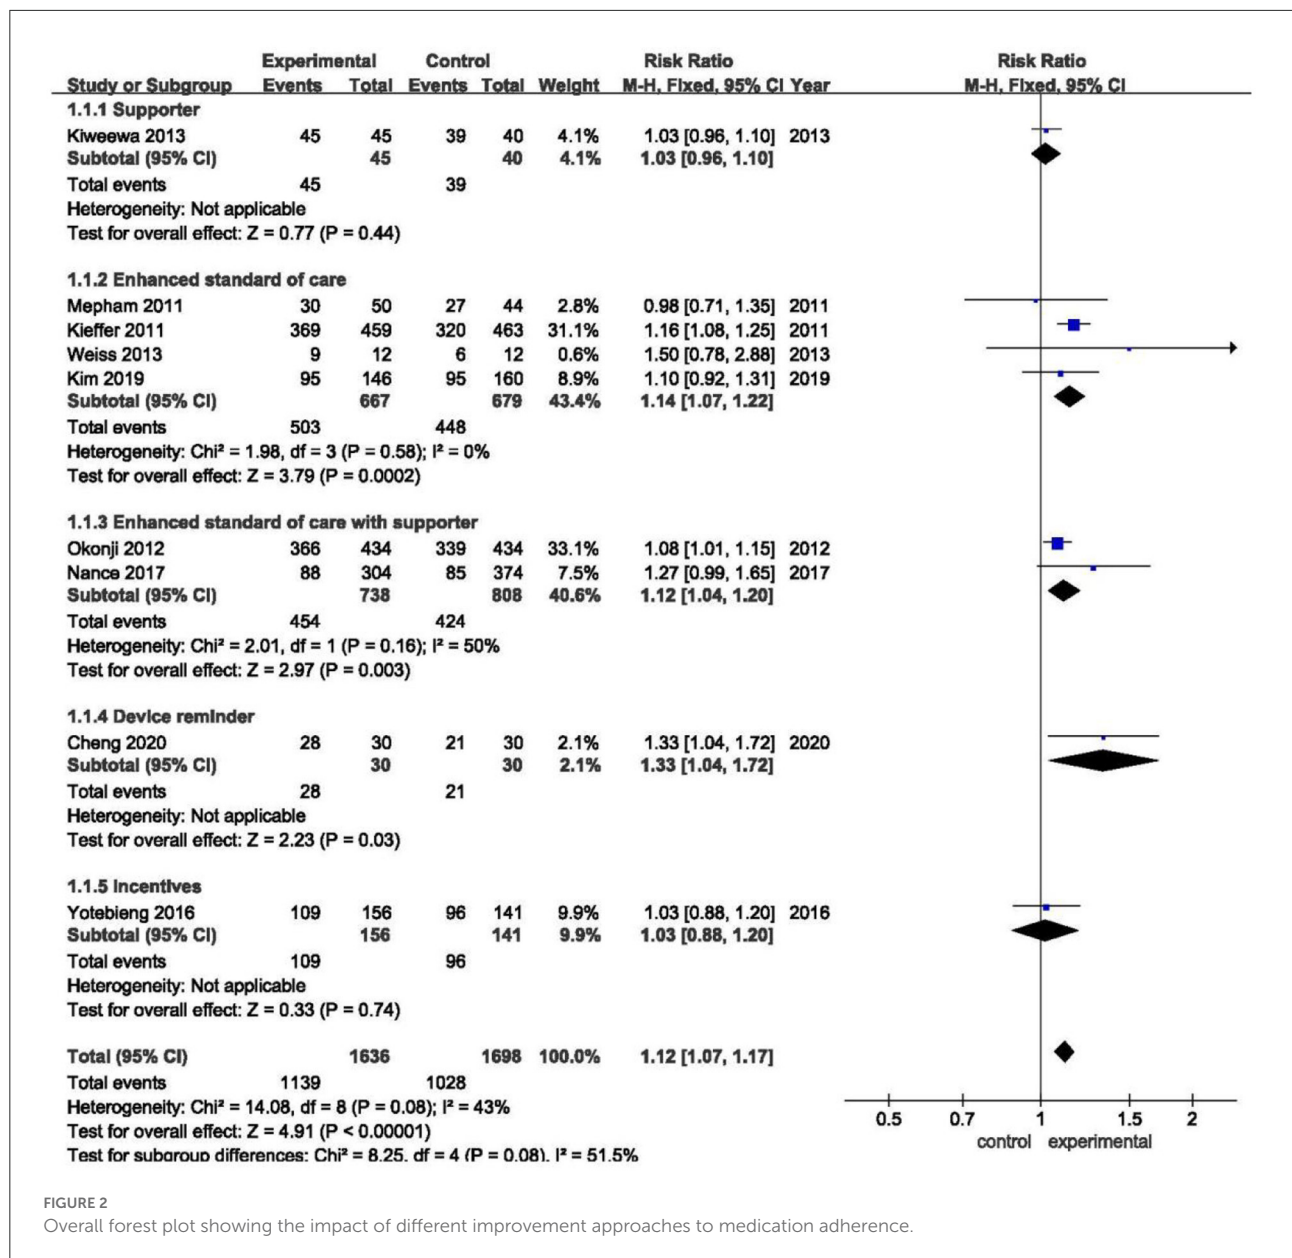 Experimental Control Risk Ratio Risk Ratio
Study or Subgroup Events Total Events Total Weight M-H, Fixed, 95% CI Year M-H, Fixed, 95% CI
1.1.1 Supporter
Kiweewa 2013 45 45 39 40 4.1% 1.03 [0.96, 1.10] 2013
Subtotal (95% CI) 45 40 4.1% 1.03 [0.96, 1.10]
Total events 45 39
Heterogeneity: Not applicable
Test for overall effect: Z = 0.77 (P = 0.44)
1.1.2 Enhanced standard of care
Mepham 2011 30 50 27 44 2.8% 0.98 [0.71, 1.35] 2011
Kieffer 2011 369 459 320 463 31.1% 1.16 [1.08, 1.25] 2011
Weiss 2013 9 12 6 12 0.6% 1.50 [0.78, 2.88] 2013
Kim 2019 95 146 95 160 8.9% 1.10 [0.92, 1.31] 2019
Subtotal (95% CI) 667 679 43.4% 1.14 [1.07, 1.22]
Total events 503 448
Heterogeneity: Chi² = 1.98, df = 3 (P = 0.58); I² = 0%
Test for overall effect: Z = 3.79 (P = 0.0002)
1.1.3 Enhanced standard of care with supporter
Okonji 2012 366 434 339 434 33.1% 1.08 [1.01, 1.15] 2012
Nance 2017 88 304 85 374 7.5% 1.27 [0.99, 1.65] 2017
Subtotal (95% CI) 738 808 40.6% 1.12 [1.04, 1.20]
Total events 454 424
Heterogeneity: Chi² = 2.01, df = 1 (P = 0.16); I² = 50%
Test for overall effect: Z = 2.97 (P = 0.003)
1.1.4 Device reminder
Cheng 2020 28 30 21 30 2.1% 1.33 [1.04, 1.72] 2020
Subtotal (95% CI) 30 30 2.1% 1.33 [1.04, 1.72]
Total events 28 21
Heterogeneity: Not applicable
Test for overall effect: Z = 2.23 (P = 0.03)
1.1.5 Incentives
Yotebieng 2016 109 156 96 141 9.9% 1.03 [0.88, 1.20] 2016
Subtotal (95% CI) 156 141 9.9% 1.03 [0.88, 1.20]
Total events 109 96
Heterogeneity: Not applicable
Test for overall effect: Z = 0.33 (P = 0.74)
Total (95% CI) 1636 1698 100.0% 1.12 [1.07, 1.17]
Total events 1139 1028
Heterogeneity: Chi² = 14.08, df = 8 (P = 0.08); I² = 43%
Test for overall effect: Z = 4.91 (P < 0.00001)
Test for subgroup differences: Chi² = 8.25, df = 4 (P = 0.08), I² = 51.5%
0.5 0.7 1 1.5 2
control experimental
FIGURE 2
Overall forest plot showing the impact of different improvement approaches to medication adherence.